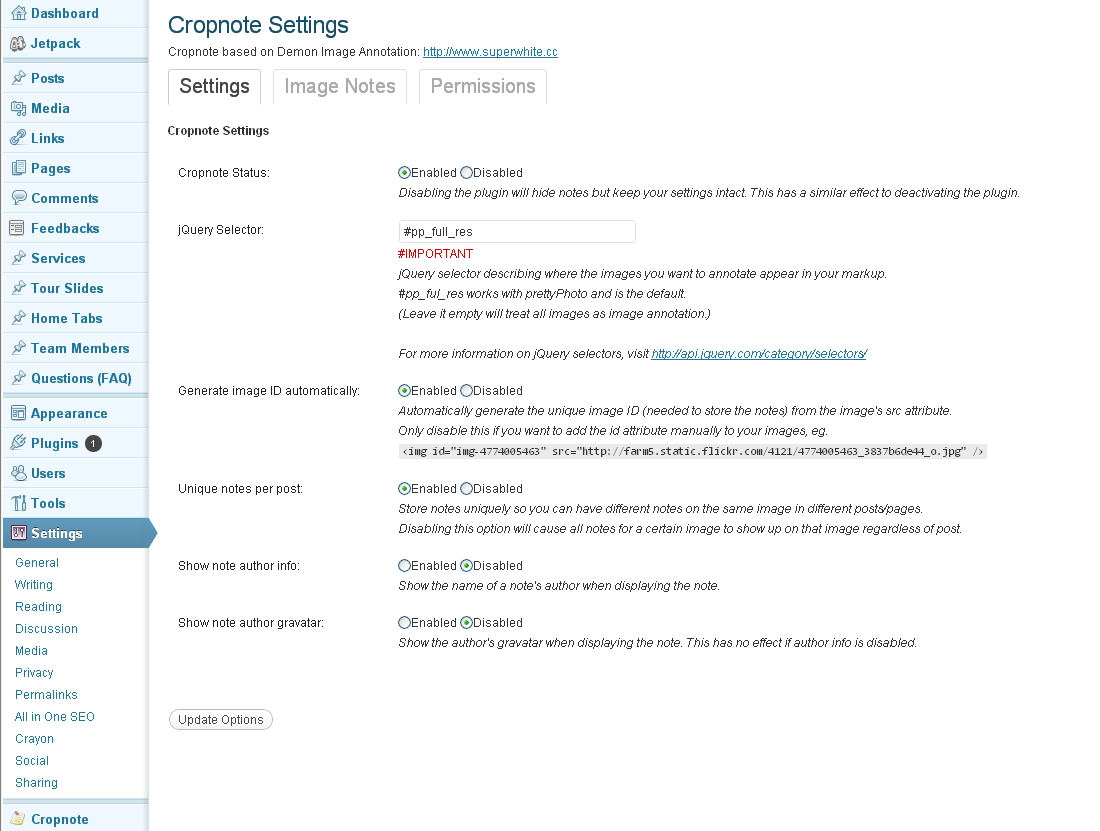 Dashboard
Jetpack
Posts
Media
Links
Pages
Comments
Feedbacks
Services
Tour Slides
Home Tabs
Team Members
Questions (FAQ)
Appearance
Plugins 1
Users
Tools
Settings
General
Writing
Reading
Discussion
Media
Privacy
Permalinks
All in One SEO
Crayon
Social
Sharing
Cropnote
Cropnote Settings
Cropnote based on Demon Image Annotation: http://www.superwhite.cc
Settings Image Notes Permissions
Cropnote Settings
Cropnote Status: Enabled Disabled
Disabling the plugin will hide notes but keep your settings intact. This has a similar effect to deactivating the plugin.
jQuery Selector: #pp_full_res
#IMPORTANT
jQuery selector describing where the images you want to annotate appear in your markup.
#pp_ful_res works with prettyPhoto and is the default.
(Leave it empty will treat all images as image annotation.)
For more information on jQuery selectors, visit http://api.jquery.com/category/selectors/
Generate image ID automatically: Enabled Disabled
Automatically generate the unique image ID (needed to store the notes) from the image's src attribute.
Only disable this if you want to add the id attribute manually to your images, eg.
<img id="img-4774005463" src="http://farm5.static.flickr.com/4121/4774005463_3837b6de44_o.jpg" />
Unique notes per post: Enabled Disabled
Store notes uniquely so you can have different notes on the same image in different posts/pages.
Disabling this option will cause all notes for a certain image to show up on that image regardless of post.
Show note author info: Enabled Disabled
Show the name of a note's author when displaying the note.
Show note author gravatar: Enabled Disabled
Show the author's gravatar when displaying the note. This has no effect if author info is disabled.
Update Options